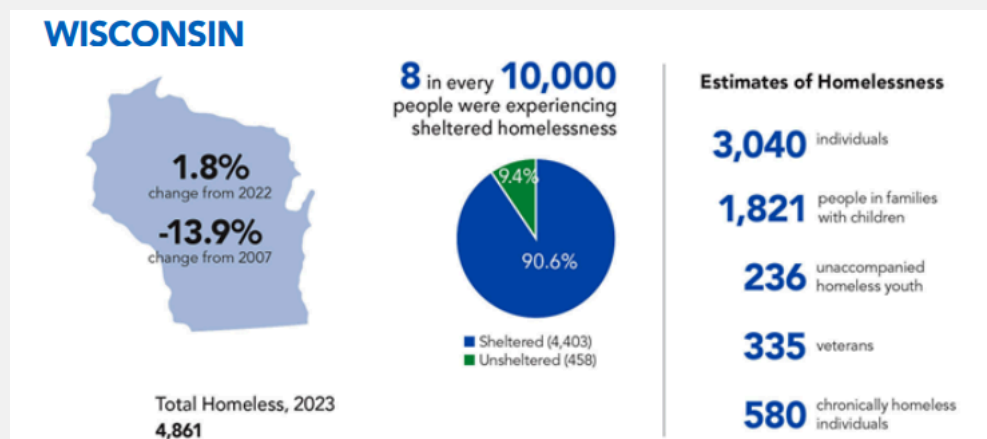 WISCONSIN
1.8%
change from 2022
-13.9%
change from 2007
Total Homeless, 2023
4,861
8 in every 10,000
people were experiencing
sheltered homelessness
9.4%
90.6%
Sheltered (4,403)
Unsheltered (458)
Estimates of Homelessness
3,040 individuals
1,821 people in families
with children
236 unaccompanied
homeless youth
335 veterans
580 chronically homeless
individuals